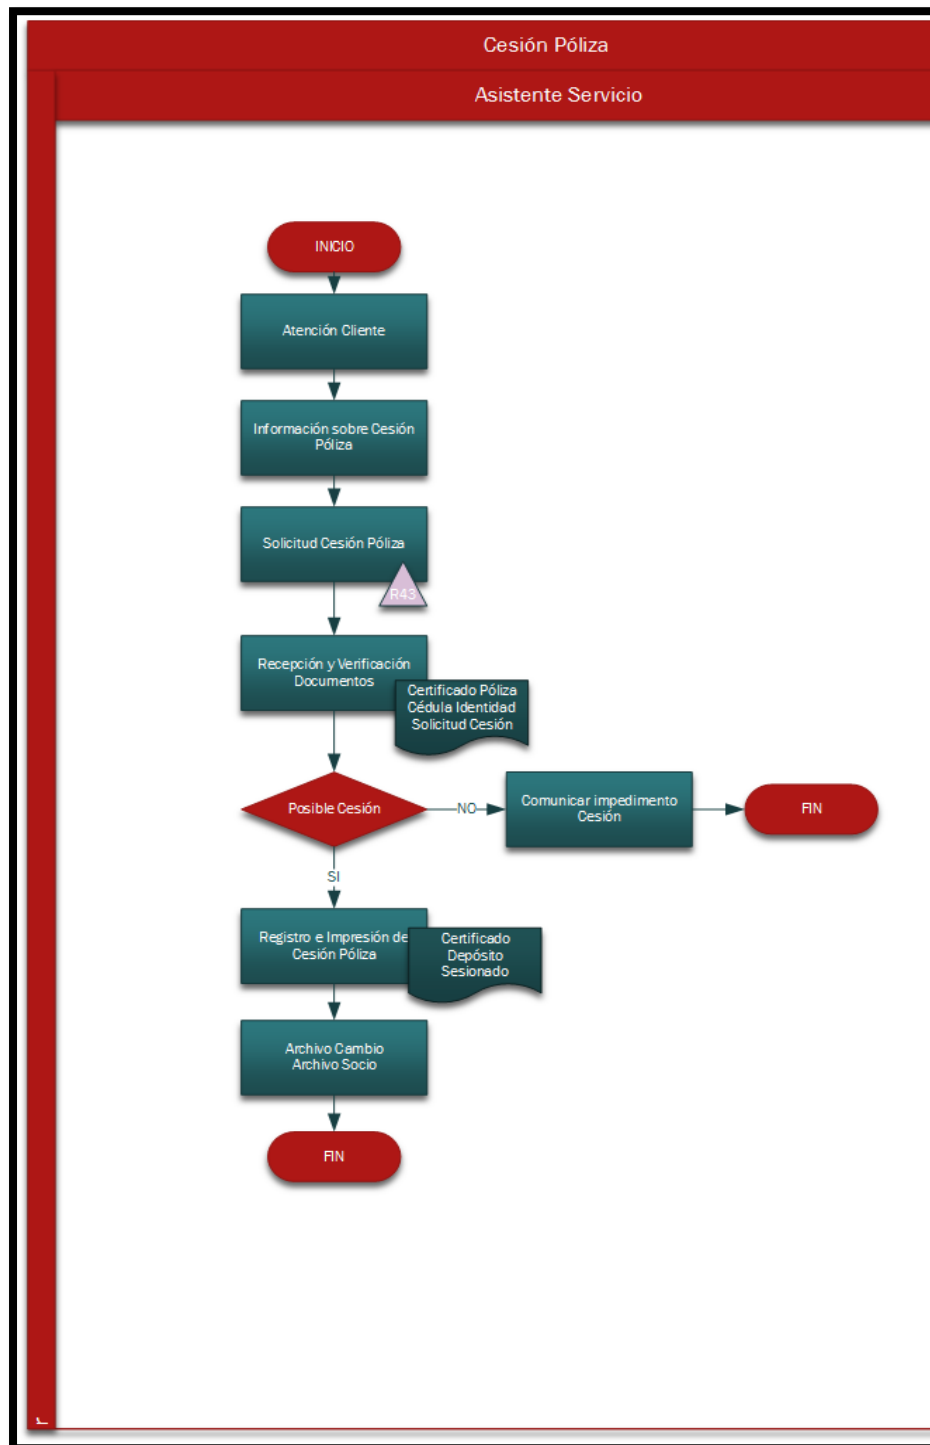 Cesión Póliza
Asistente Servicio
INICIO
Atención Cliente
Información sobre Cesión
Póliza
Solicitud Cesión Póliza
R43
Recepción y Verificación
Documentos
Certificado Póliza
Cédula Identidad
Solicitud Cesión
Posible Cesión
NO
Comunicar impedimento
Cesión
FIN
SI
Registro e Impresión de
Cesión Póliza
Certificado
Depósito
Sesionado
Archivo Cambio
Archivo Socio
FIN